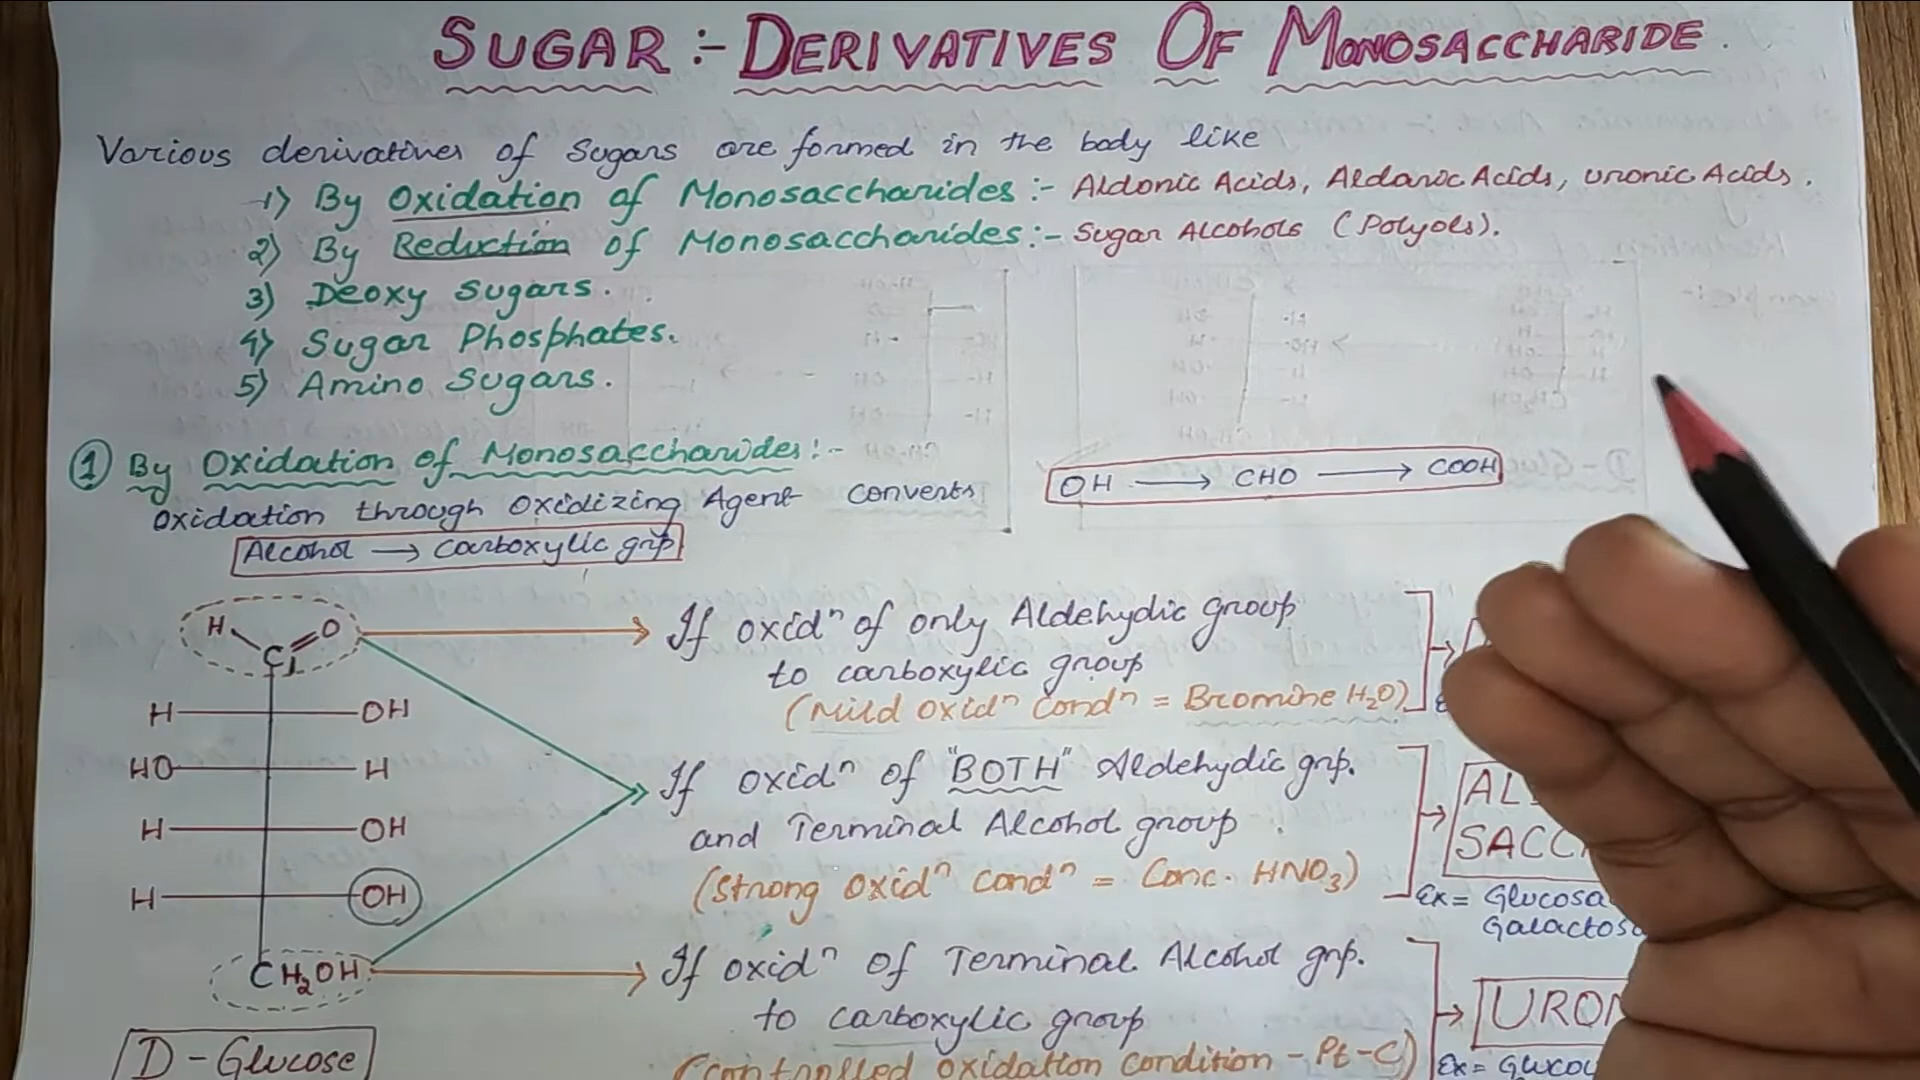 SUGAR :- DERIVATIVES OF MONOSACCHARIDE.
Various derivatives of Sugars are formed in the body like
1) By Oxidation of Monosaccharides :- Aldonic Acids, Aldaric Acids, Uronic Acids.
2) By Reduction of Monosaccharides :- Sugar Alcohols (Polyols).
3) Deoxy Sugars.
4) Sugar Phosphates.
5) Amino Sugars.
① By Oxidation of Monosaccharides :-
Oxidation through Oxidizing Agent converts
OH → CHO → COOH
Alcohol → Carboxylic grp
H O
C1
H OH
HO H
H OH
H OH
CH2OH
D-Glucose
If oxidⁿ of only Aldehydic group
to carboxylic group
(Mild oxidⁿ condⁿ = Bromine H2O)
If oxidⁿ of "BOTH" Aldehydic grp.
and Terminal Alcohol group.
(Strong oxidⁿ condⁿ = Conc. HNO3)
AL
SACC
Ex = Glucosa
Galactos
If oxidⁿ of Terminal Alcohol grp.
to carboxylic group
(controlled oxidation condition - Pt-C)
URON
Ex = Glucou